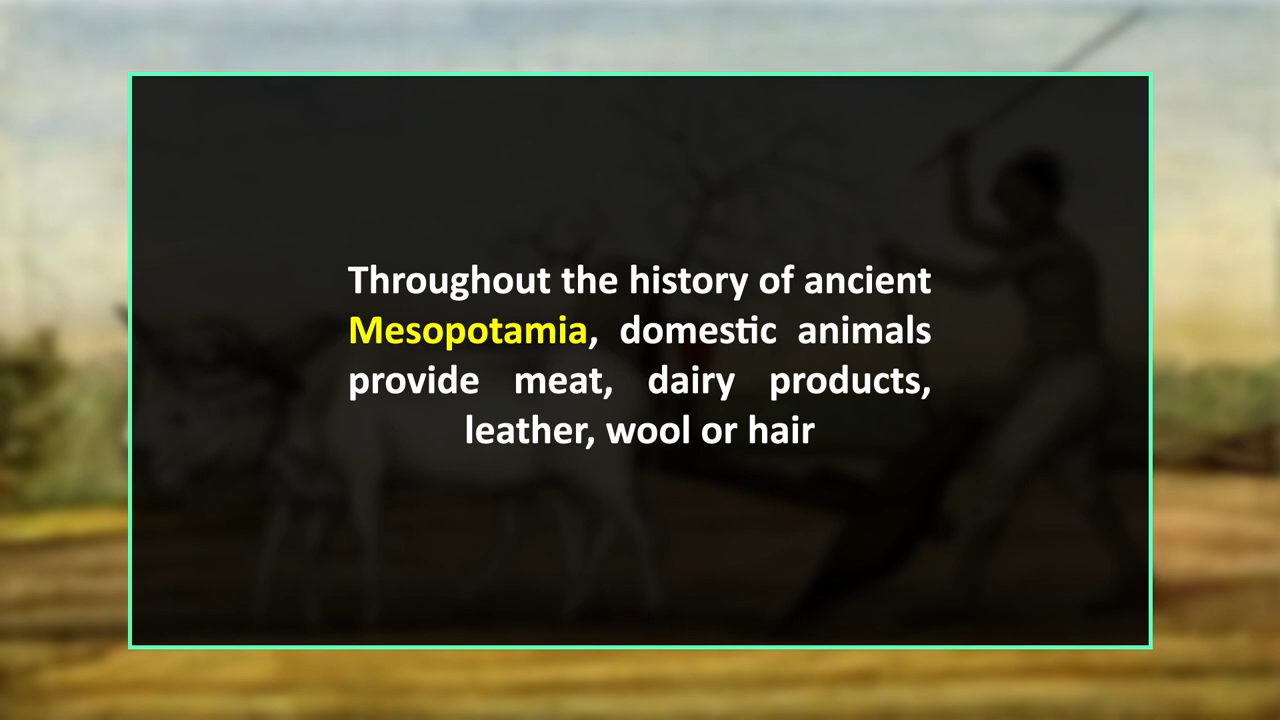 Throughout the history of ancient
Mesopotamia, domestic animals
provide meat, dairy products,
leather, wool or hair